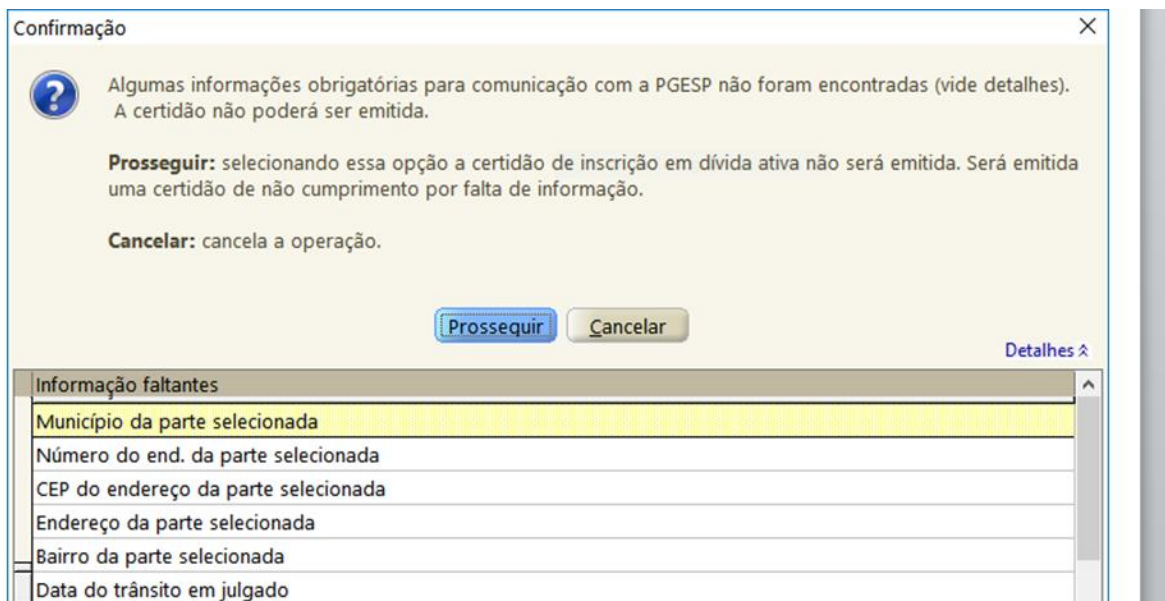 Confirmação
Algumas informações obrigatórias para comunicação com a PGESP não foram encontradas (vide detalhes).
A certidão não poderá ser emitida.
Prosseguir: selecionando essa opção a certidão de inscrição em dívida ativa não será emitida. Será emitida
uma certidão de não cumprimento por falta de informação.
Cancelar: cancela a operação.
Prosseguir Cancelar
Detalhes
Informação faltantes
Município da parte selecionada
Número do end. da parte selecionada
CEP do endereço da parte selecionada
Endereço da parte selecionada
Bairro da parte selecionada
Data do trânsito em julgado